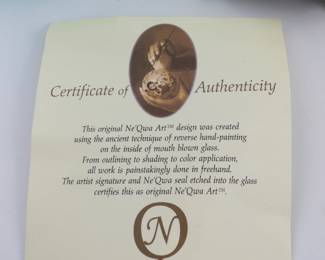 Certificate of Authenticity
This original Ne'Qwa Art™ design was created
using the ancient technique of reverse hand-painting
on the inside of mouth blown glass.
From outlining to shading to color application,
all work is painstakingly done in freehand.
The artist signature and Ne'Qwa seal etched into the glass
certifies this as original Ne'Qwa Art™.
N